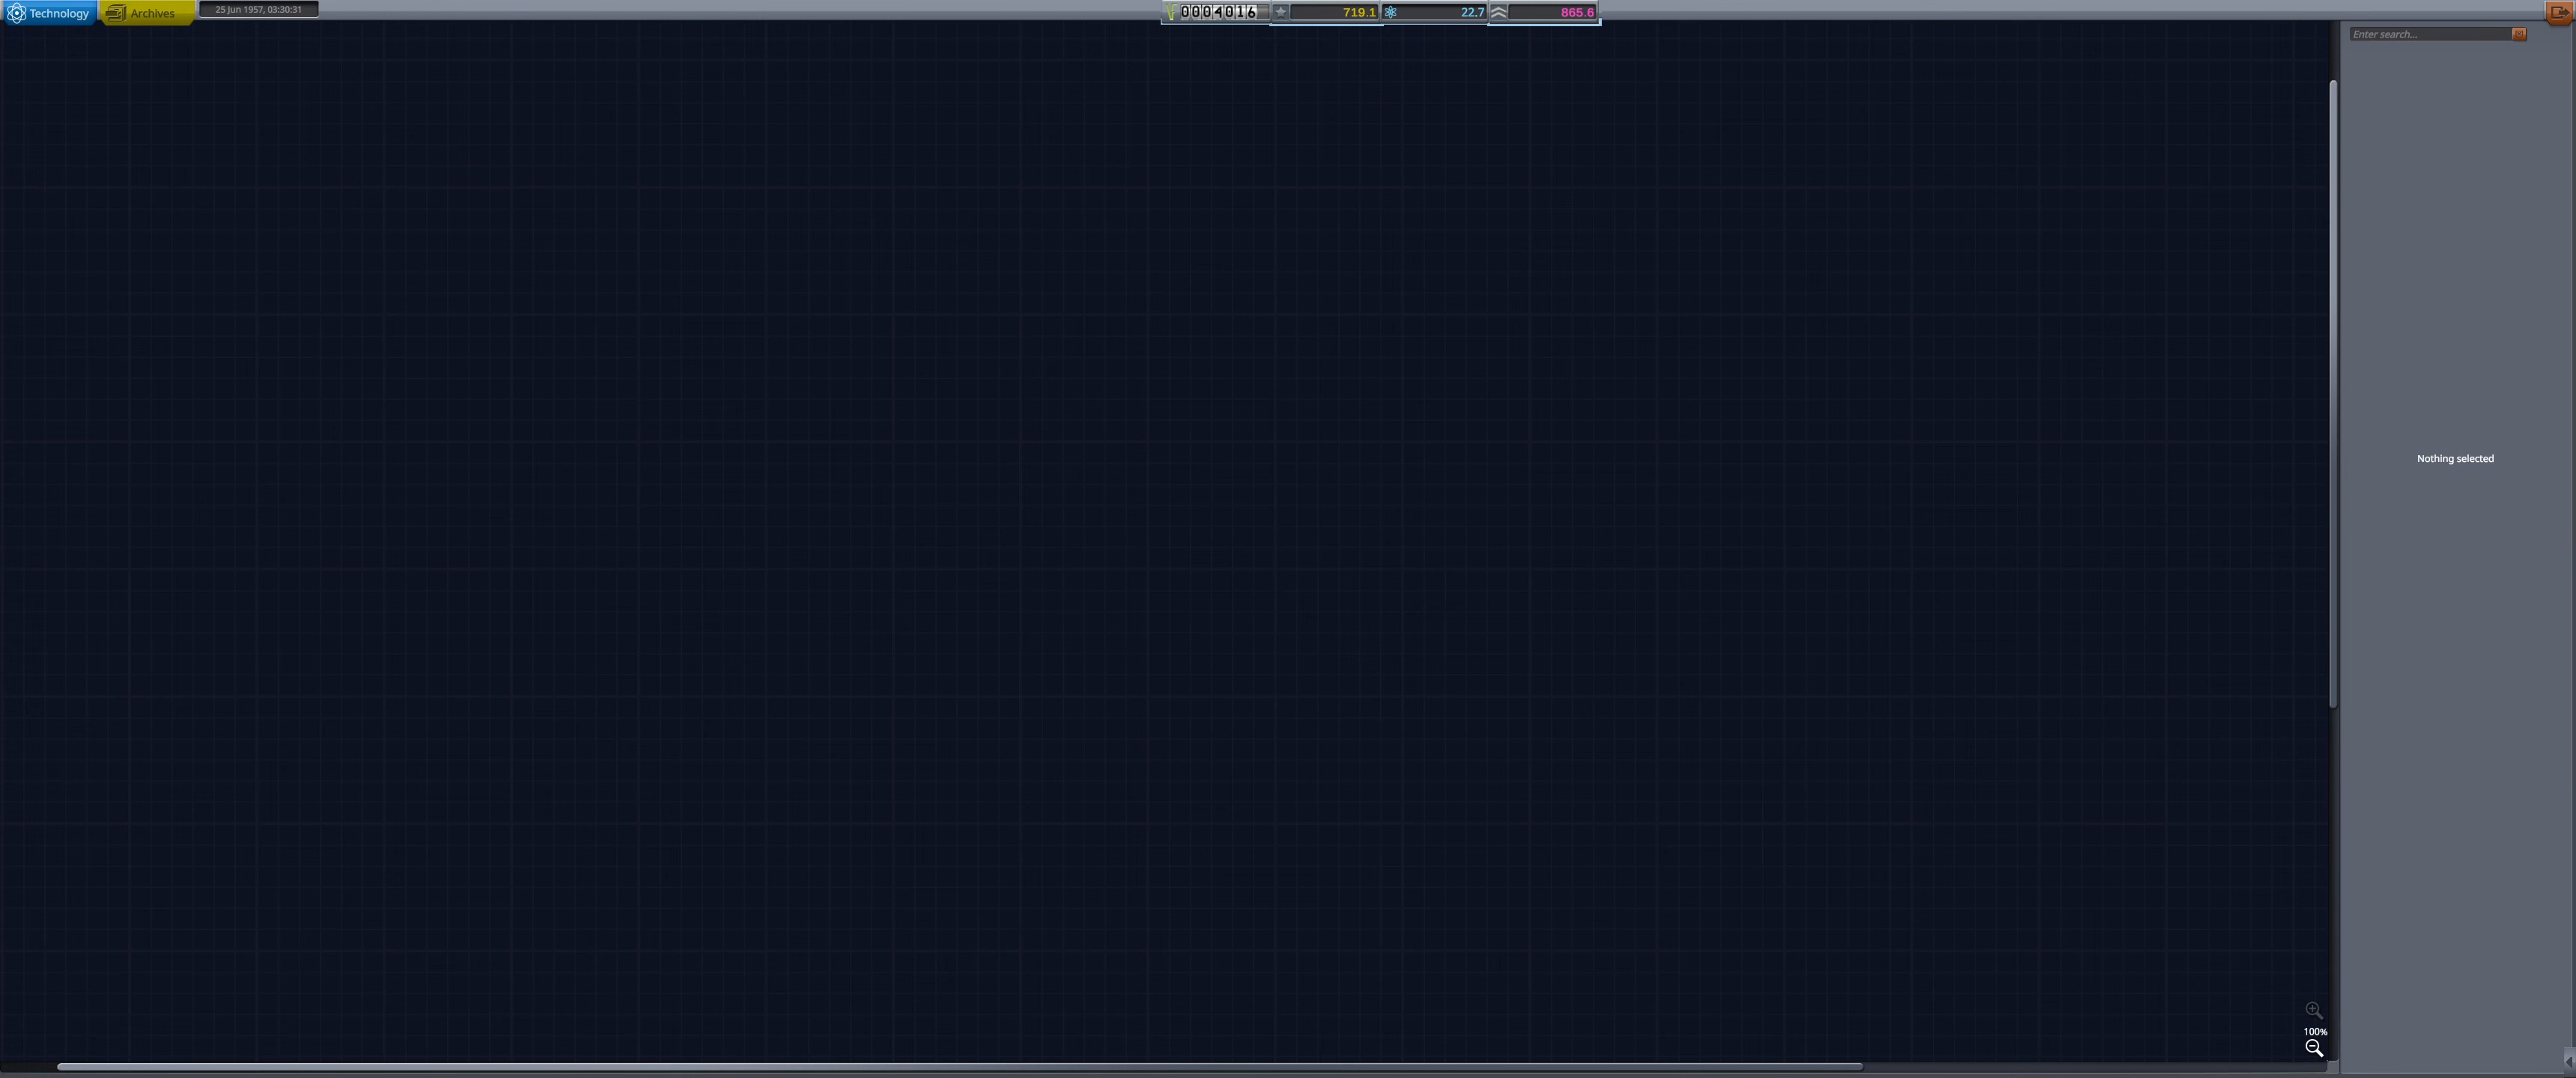 Technology
Archives
25 Jun 1957, 03:30:31
0004016
719.1
22.7
865.6
Enter search...
Nothing selected
100%